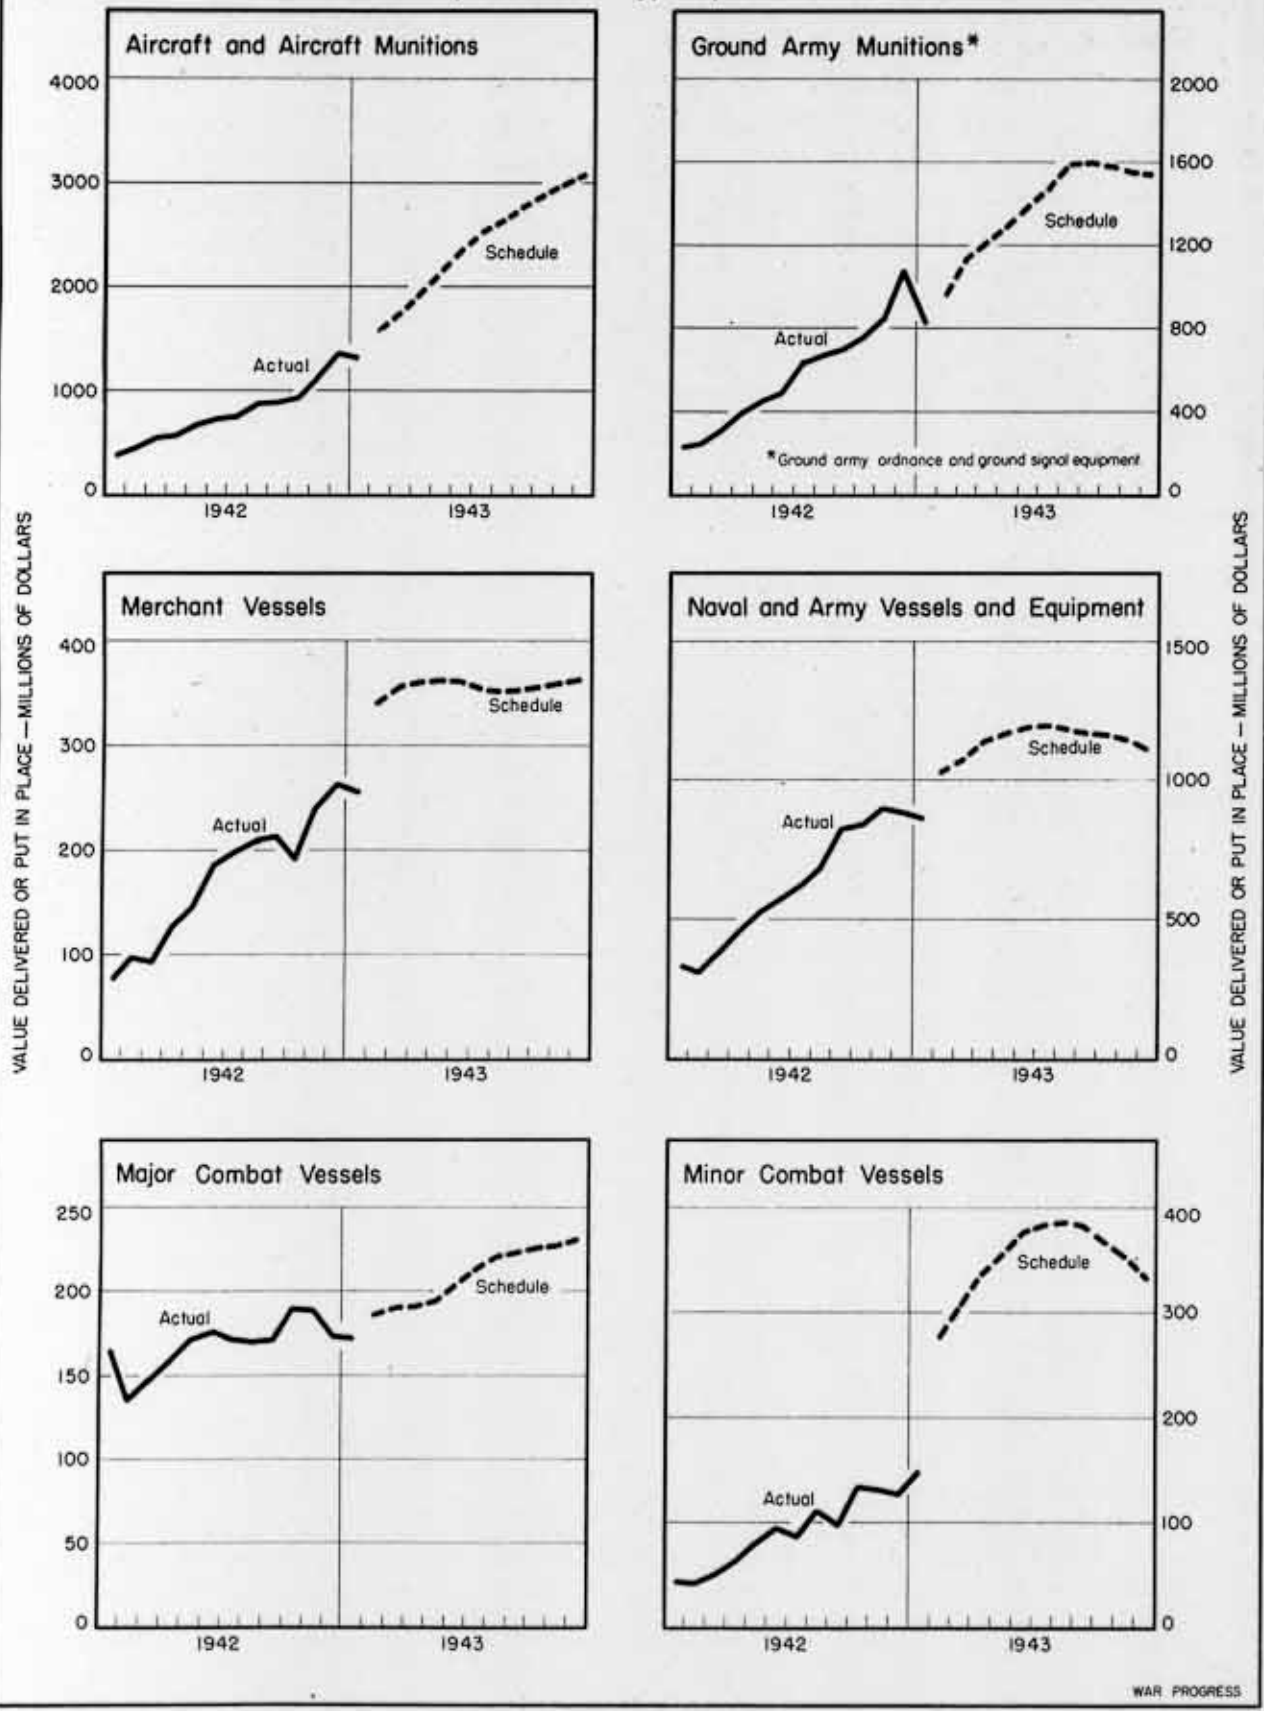 Aircraft and Aircraft Munitions
4000
3000
2000
1000
0
Actual
Schedule
1942
1943
Ground Army Munitions*
2000
1600
1200
800
400
0
Actual
Schedule
*Ground army ordnance and ground signal equipment.
1942
1943
VALUE DELIVERED OR PUT IN PLACE — MILLIONS OF DOLLARS
VALUE DELIVERED OR PUT IN PLACE — MILLIONS OF DOLLARS
Merchant Vessels
400
300
200
100
0
Actual
Schedule
1942
1943
Naval and Army Vessels and Equipment
1500
1000
500
0
Actual
Schedule
1942
1943
Major Combat Vessels
250
200
150
100
50
0
Actual
Schedule
1942
1943
Minor Combat Vessels
400
300
200
100
0
Actual
Schedule
1942
1943
WAR PROGRESS